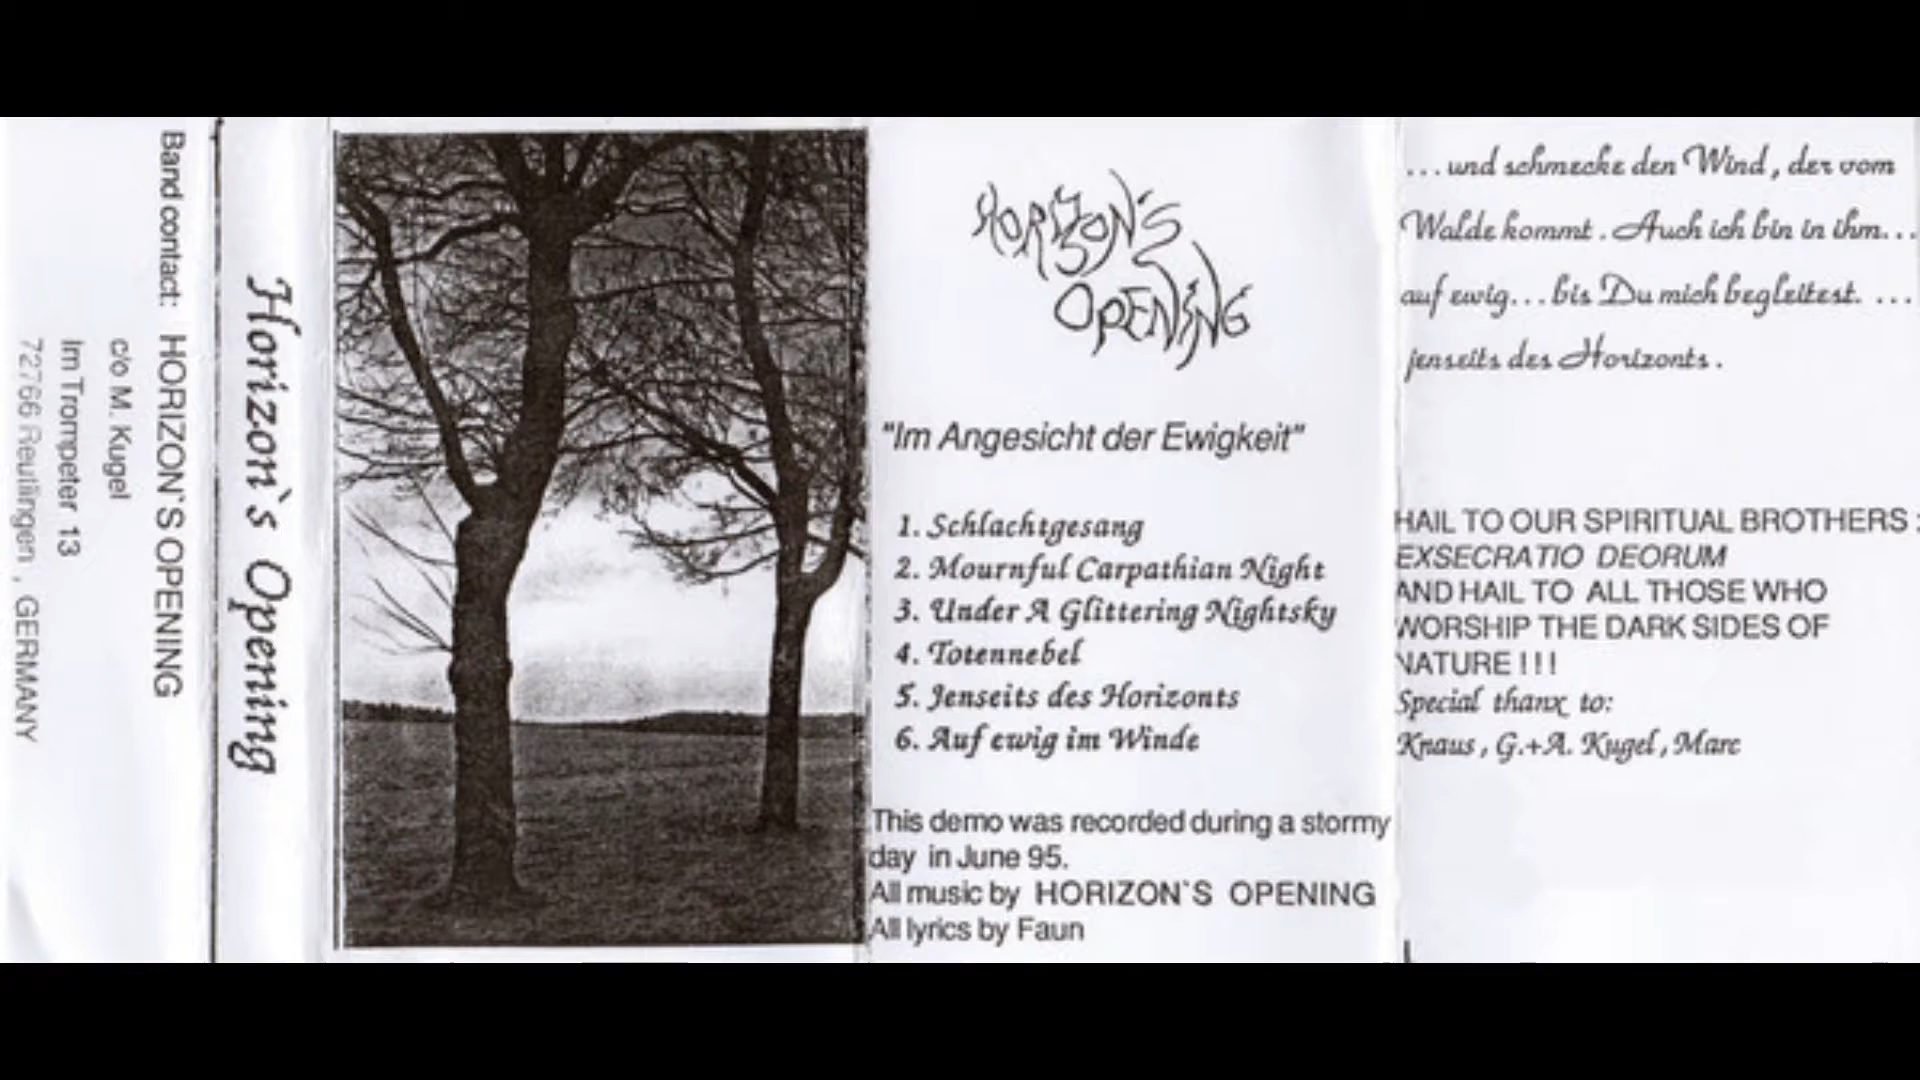 Band contact: HORIZON`S OPENING
c/o M. Kugel
Im Trompeter 13
72766 Reutlingen , GERMANY
Horizon`s Opening
HORIZON'S
OPENING
"Im Angesicht der Ewigkeit"
1. Schlachtgesang
2. Mournful Carpathian Night
3. Under A Glittering Nightsky
4. Totennebel
5. Jenseits des Horizonts
6. Auf ewig im Winde
This demo was recorded during a stormy
day in June 95.
All music by HORIZON`S OPENING
All lyrics by Faun
...und schmecke den Wind, der vom
Walde kommt. Auch ich bin in ihm...
auf ewig...bis Du mich begleitest. ...
jenseits des Horizonts.
HAIL TO OUR SPIRITUAL BROTHERS :
EXSECRATIO DEORUM
AND HAIL TO ALL THOSE WHO
WORSHIP THE DARK SIDES OF
NATURE !!!
Special thanx to:
Knaus, G.+A. Kugel, Marc